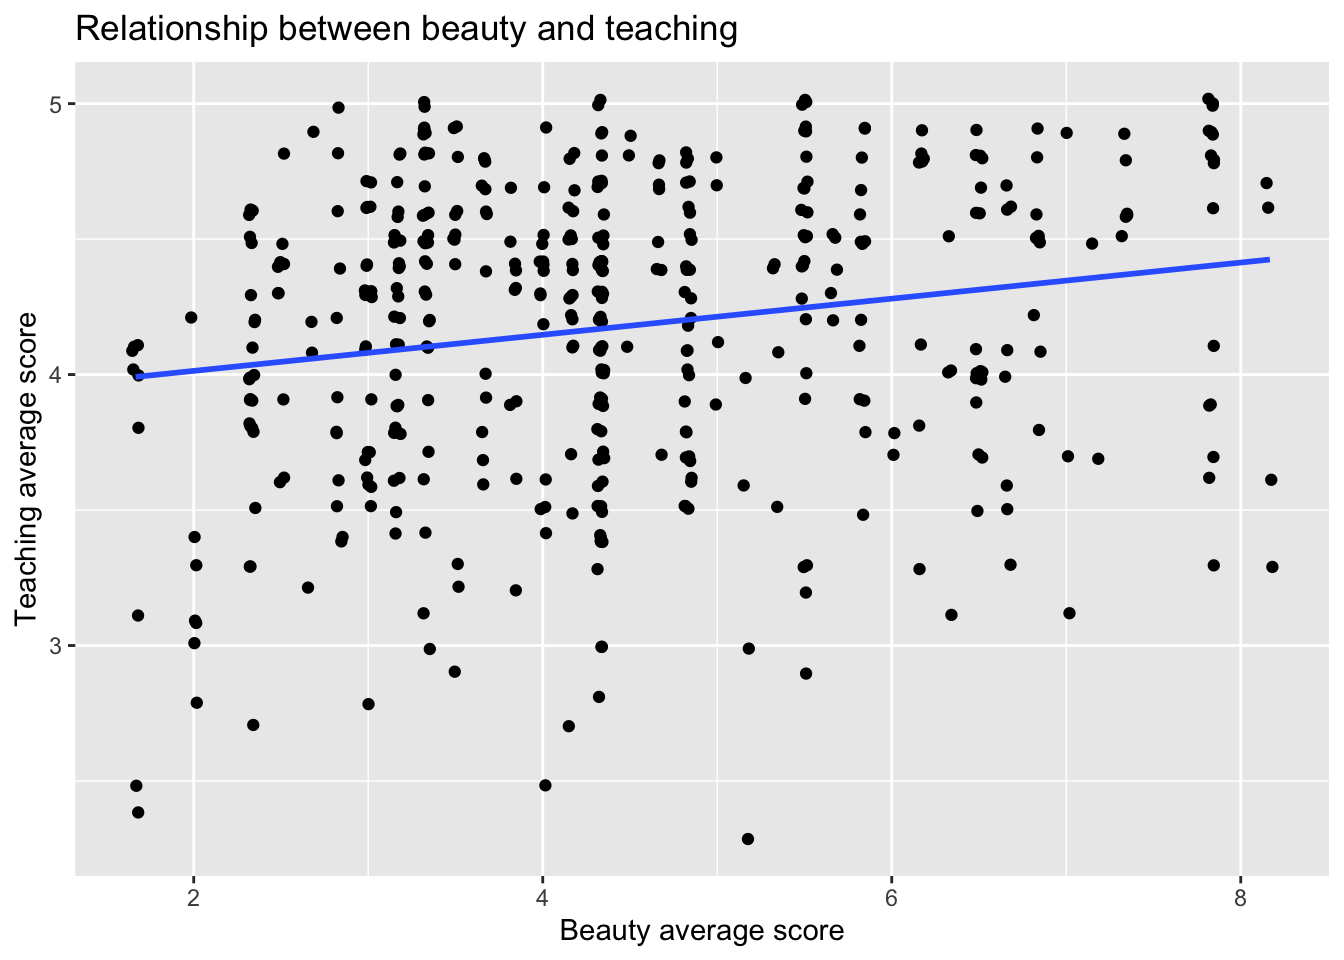 Relationship between beauty and teaching
5
4
3
Teaching average score
2 4 6 8
Beauty average score